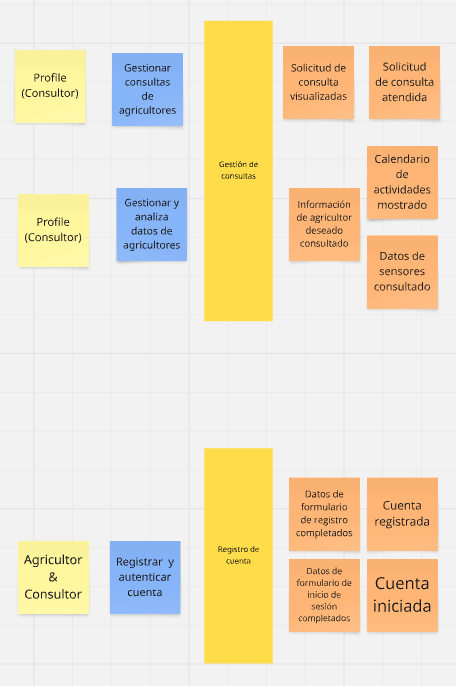 Profile
(Consultor)
Gestionar
consultas
de
agricultores
Gestión de
consultas
Solicitud de
consulta
visualizadas
Solicitud
de consulta
atendida
Profile
(Consultor)
Gestionar y
analiza
datos de
agricultores
Información
de agricultor
deseado
consultado
Calendario
de
actividades
mostrado
Datos de
sensores
consultado
Agricultor
&
Consultor
Registrar y
autenticar
cuenta
Registro de
cuenta
Datos de
formulario
de registro
completados
Cuenta
registrada
Datos de
formulario de
inicio de
sesión
completados
Cuenta
iniciada